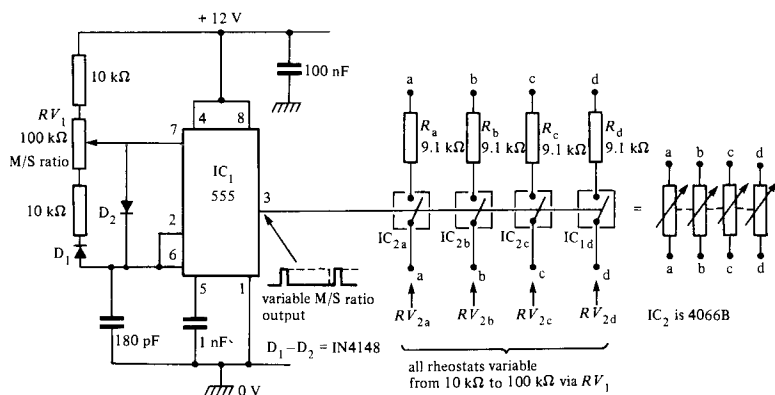 + 12 V
10 kΩ
RV1
100 kΩ
M/S ratio
10 kΩ
D1
D2
180 pF
7
4
8
2
6
5
1
3
IC1
555
100 nF
1 nF
D1–D2 = IN4148
0 V
variable M/S ratio
output
a
b
c
d
Ra
9.1 kΩ
Rb
9.1 kΩ
Rc
9.1 kΩ
Rd
9.1 kΩ
IC2a
IC2b
IC2c
IC1d
a
b
c
d
RV2a
RV2b
RV2c
RV2d
all rheostats variable
from 10 kΩ to 100 kΩ via RV1
=
a
b
c
d
a
b
c
d
IC2 is 4066B